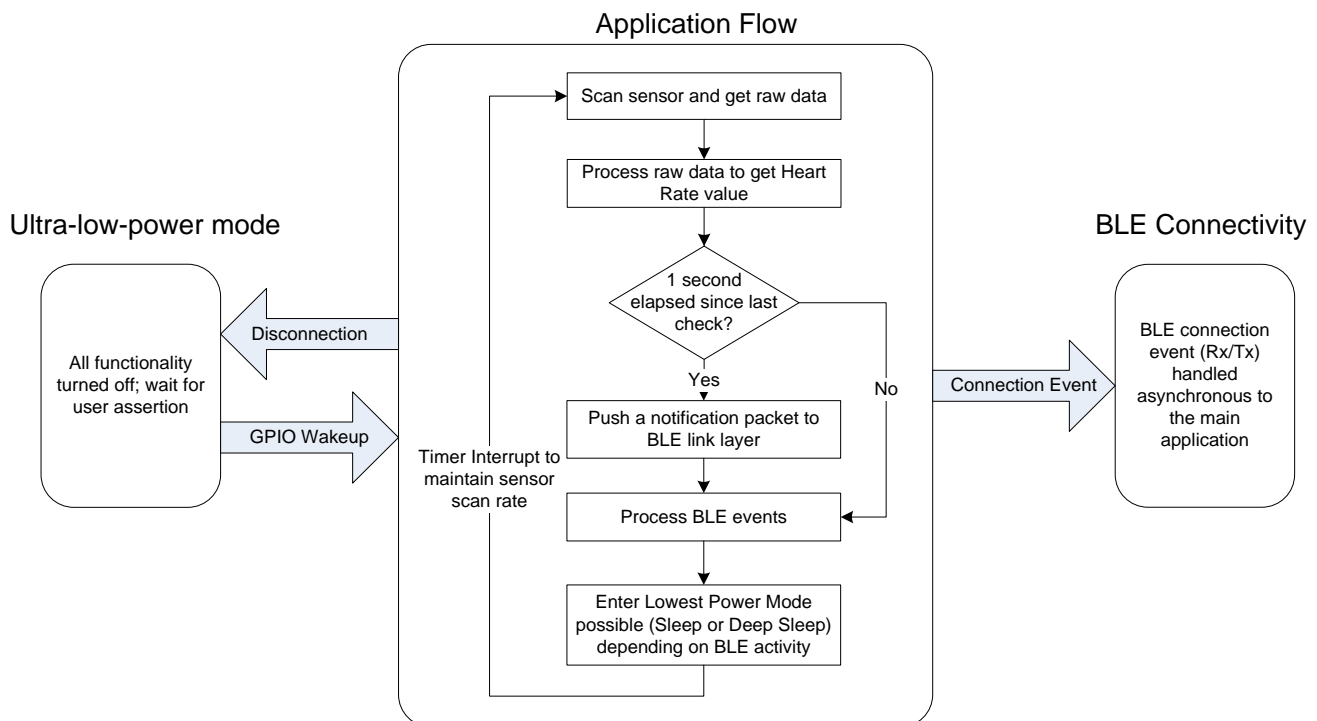 Application Flow
Scan sensor and get raw data
Process raw data to get Heart
Rate value
Ultra-low-power mode
BLE Connectivity
1 second
elapsed since last
check?
Disconnection
All functionality
turned off; wait for
user assertion
GPIO Wakeup
BLE connection
event (Rx/Tx)
handled
asynchronous to
the main
application
Connection Event
Yes
No
Push a notification packet to
BLE link layer
Timer Interrupt to
maintain sensor
scan rate
Process BLE events
Enter Lowest Power Mode
possible (Sleep or Deep Sleep)
depending on BLE activity